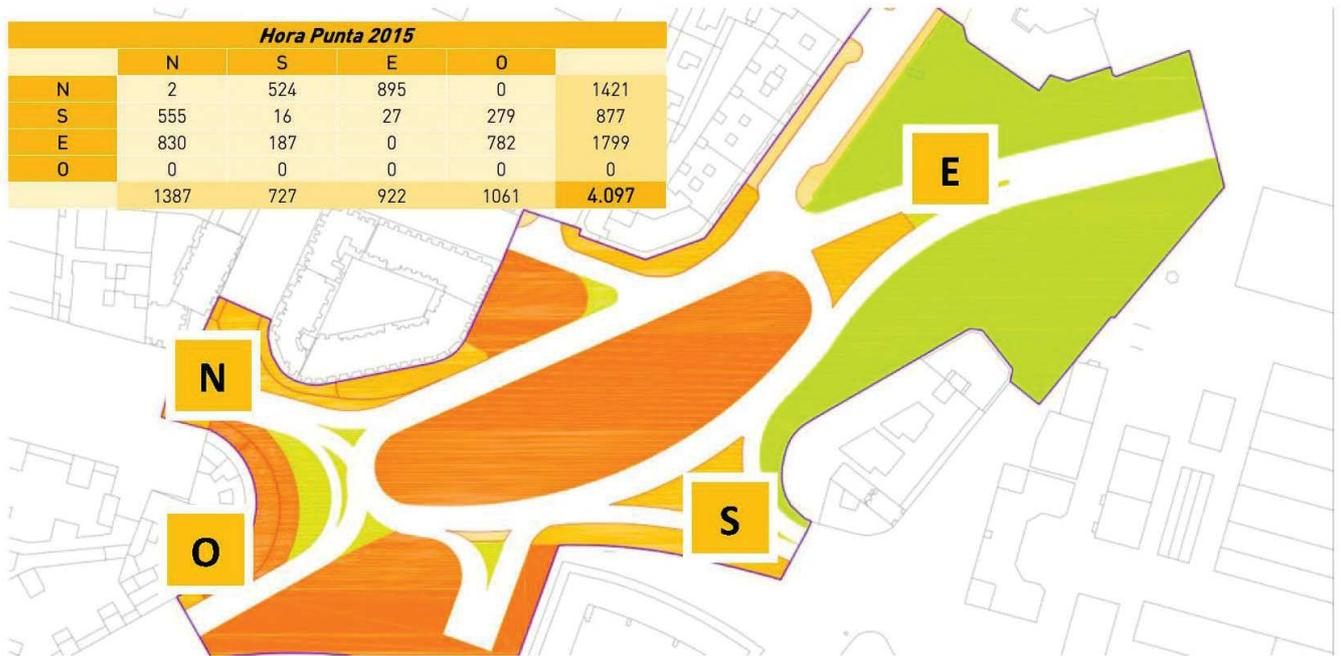 Hora Punta 2015
N S E O
N 2 524 895 0 1421
S 555 16 27 279 877
E 830 187 0 782 1799
O 0 0 0 0 0
1387 727 922 1061 4.097
E
N
S
O